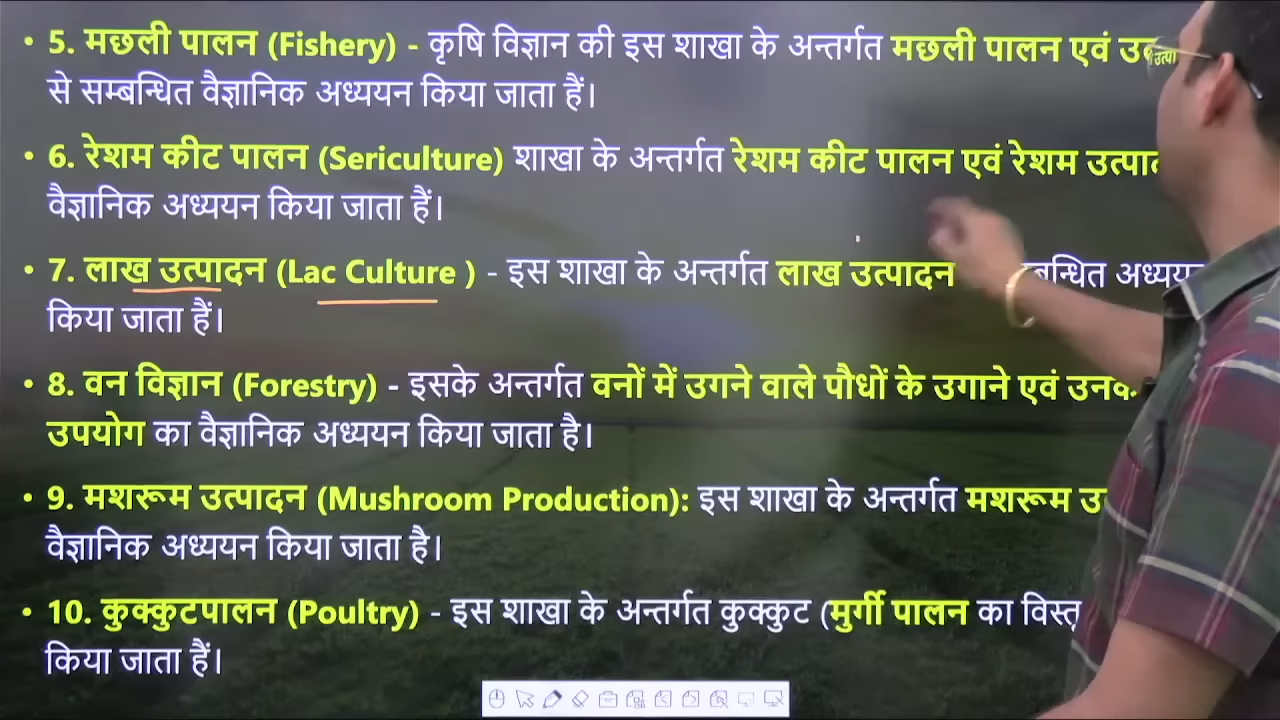 • 5. मछली पालन (Fishery) - कृषि विज्ञान की इस शाखा के अन्तर्गत मछली पालन एवं
से सम्बन्धित वैज्ञानिक अध्ययन किया जाता हैं।
• 6. रेशम कीट पालन (Sericulture) शाखा के अन्तर्गत रेशम कीट पालन एवं रेशम
वैज्ञानिक अध्ययन किया जाता हैं।
• 7. लाख उत्पादन (Lac Culture ) - इस शाखा के अन्तर्गत लाख उत्पादन
किया जाता हैं।
• 8. वन विज्ञान (Forestry) - इसके अन्तर्गत वनों में उगने वाले पौधों के उगाने एवं
उपयोग का वैज्ञानिक अध्ययन किया जाता है।
• 9. मशरूम उत्पादन (Mushroom Production): इस शाखा के अन्तर्गत मशरूम
वैज्ञानिक अध्ययन किया जाता है।
• 10. कुक्कुटपालन (Poultry) - इस शाखा के अन्तर्गत कुक्कुट (मुर्गी पालन का
किया जाता हैं।